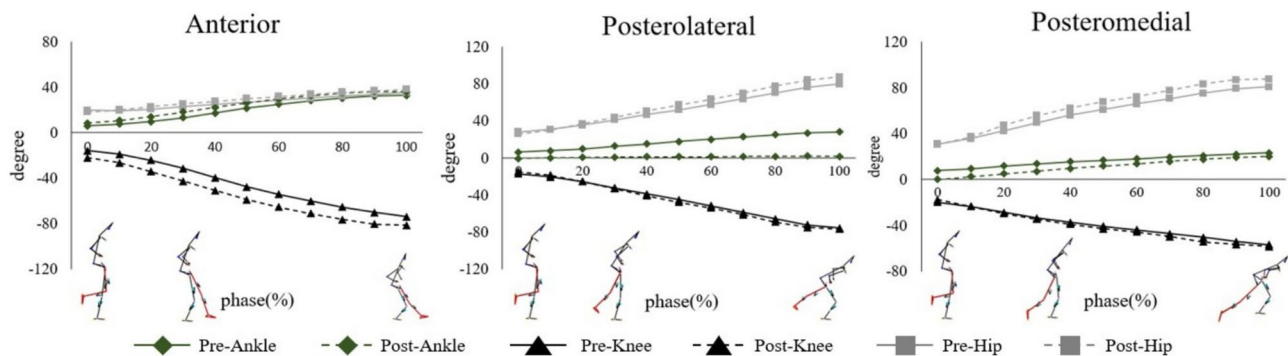 Anterior
80
40
0
-40
-80
-120
degree
0 20 40 60 80 100
phase(%)
Posterolateral
120
80
40
0
-40
-80
-120
degree
0 20 40 60 80 100
phase(%)
Posteromedial
120
80
40
0
-40
-80
degree
0 20 40 60 80 100
phase(%)
Pre-Ankle Post-Ankle Pre-Knee Post-Knee Pre-Hip Post-Hip